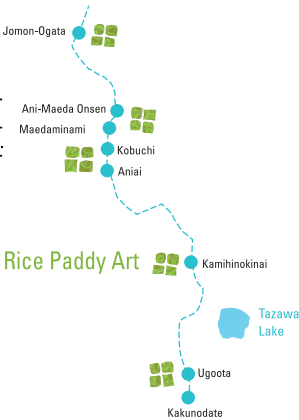 Jomon-Ogata
Ani-Maeda Onsen
Maedaminami
Kobuchi
Aniai
Rice Paddy Art
Kamihinokinai
Tazawa
Lake
Ugoota
Kakunodate